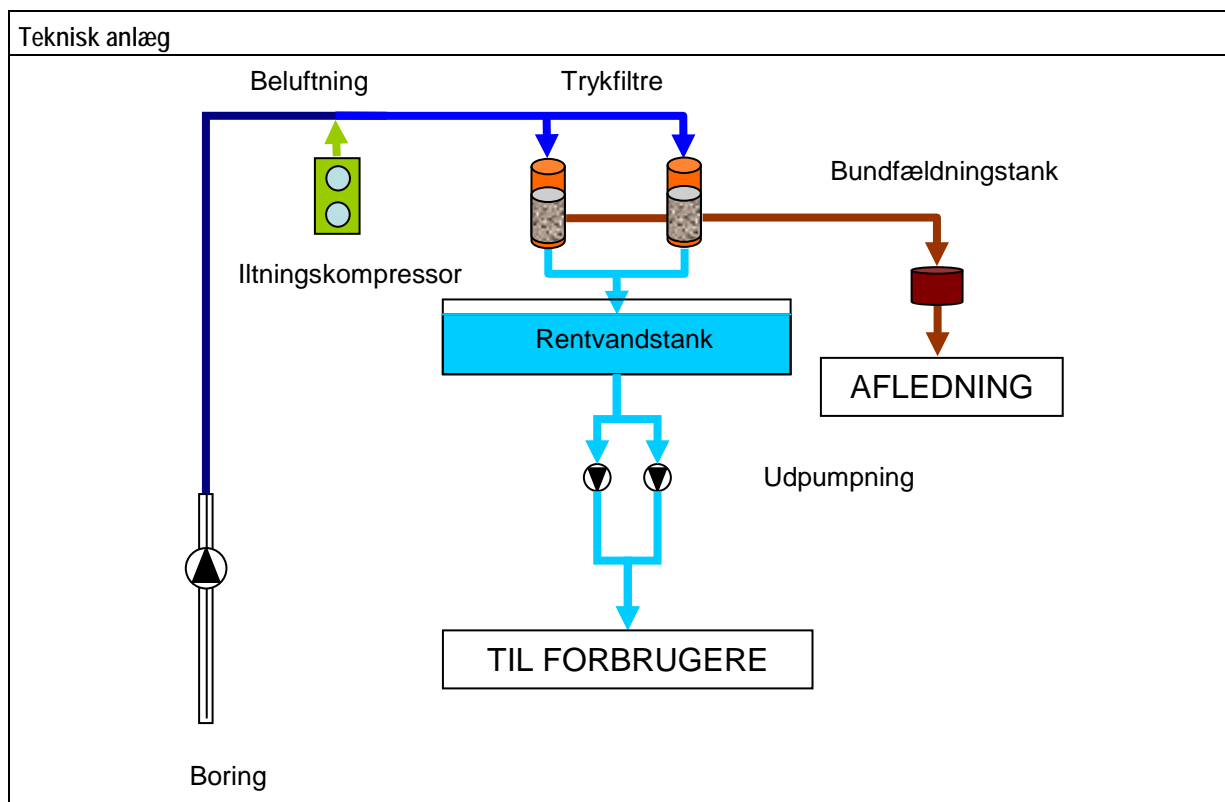 Teknisk anlæg
Beluftning
Trykfiltre
Bundfældningstank
Iltningskompressor
Rentvandstank
AFLEDNING
Udpumpning
TIL FORBRUGERE
Boring